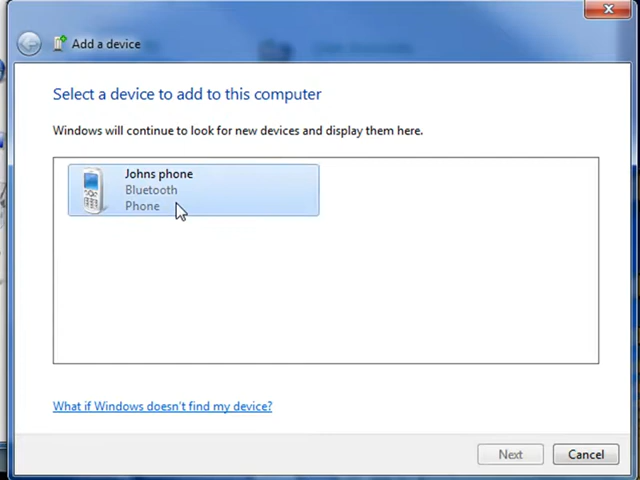 Add a device
Select a device to add to this computer
Windows will continue to look for new devices and display them here.
Johns phone
Bluetooth
Phone
What if Windows doesn't find my device?
Next
Cancel